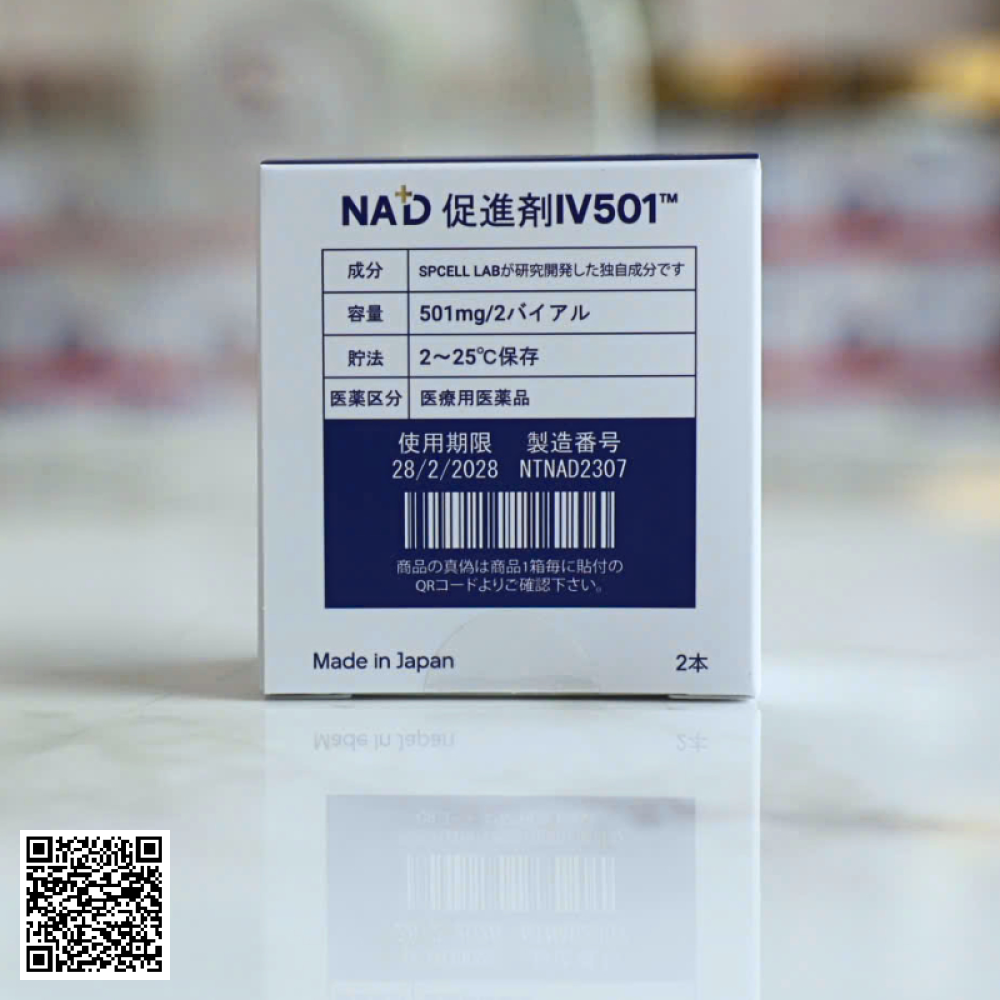 NA+D 促進剤IV501™
成分 SPCELL LABが研究開発した独自成分です
容量 501mg/2バイアル
貯法 2～25℃保存
医薬区分 医療用医薬品
使用期限 製造番号
28/2/2028 NTNAD2307
商品の真偽は商品1箱毎に貼付の
QRコードよりご確認下さい。
Made in Japan 2本